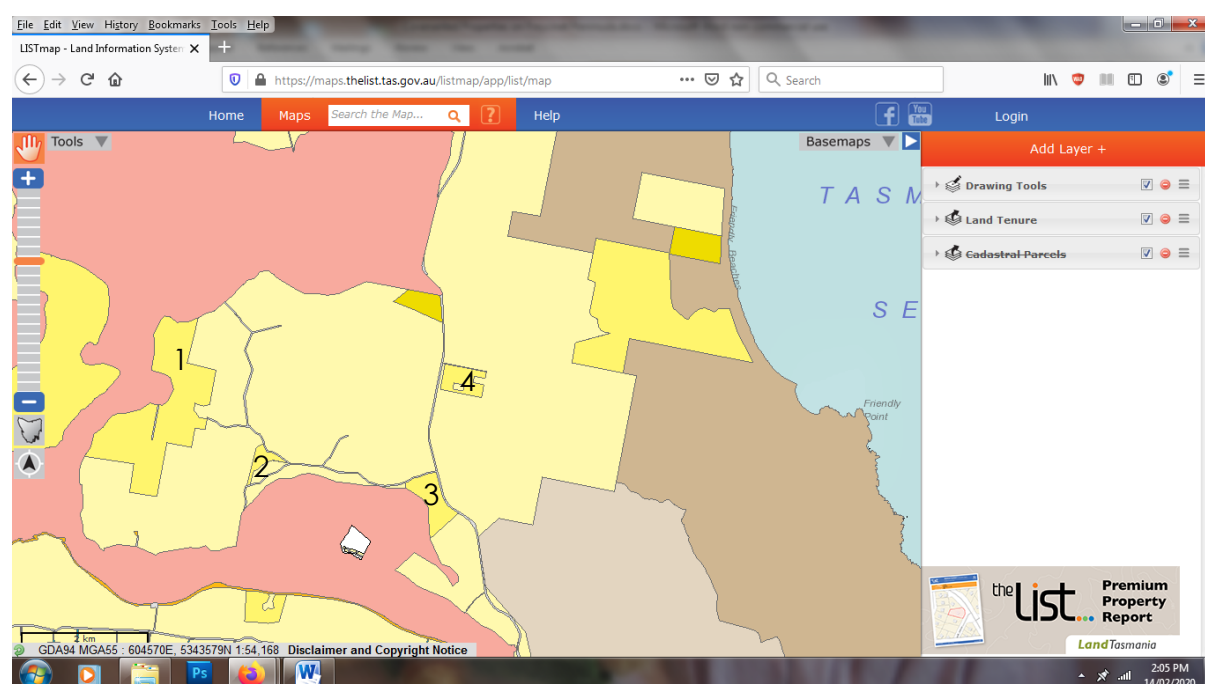 File Edit View History Bookmarks Tools Help
LISTmap - Land Information System
https://maps.thelist.tas.gov.au/listmap/app/list/map
Search
Home Maps Search the Map... ? Help
f You Tube Login
Tools Basemaps
Add Layer +
Drawing Tools
Land Tenure
Cadastral Parcels
T A S M
Friendly Beaches
S E
1
4
Friendly
Point
2
3
2 km
GDA94 MGA55 : 604570E, 5343579N 1:54,168 Disclaimer and Copyright Notice
the List...
Premium
Property
Report
LandTasmania
Ps W
2:05 PM
14/02/2020